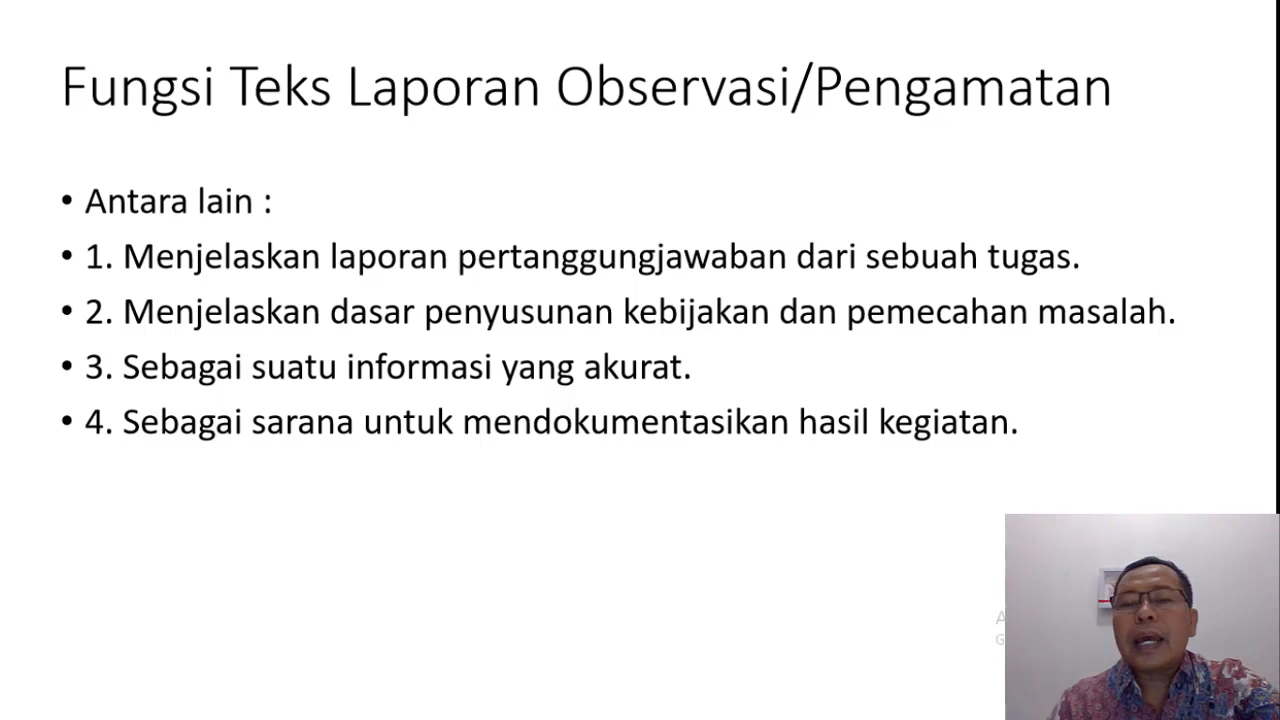 Fungsi Teks Laporan Observasi/Pengamatan
• Antara lain :
• 1. Menjelaskan laporan pertanggungjawaban dari sebuah tugas.
• 2. Menjelaskan dasar penyusunan kebijakan dan pemecahan masalah.
• 3. Sebagai suatu informasi yang akurat.
• 4. Sebagai sarana untuk mendokumentasikan hasil kegiatan.